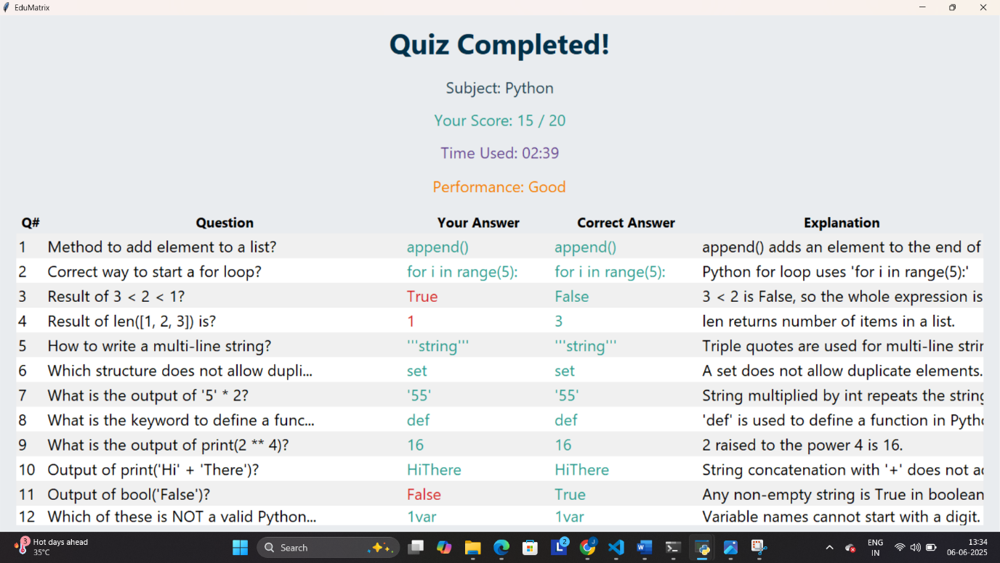 EduMatrix
Quiz Completed!
Subject: Python
Your Score: 15 / 20
Time Used: 02:39
Performance: Good
Q# Question Your Answer Correct Answer Explanation
1 Method to add element to a list? append() append() append() adds an element to the end of
2 Correct way to start a for loop? for i in range(5): for i in range(5): Python for loop uses 'for i in range(5):'
3 Result of 3 < 2 < 1? True False 3 < 2 is False, so the whole expression is
4 Result of len([1, 2, 3]) is? 1 3 len returns number of items in a list.
5 How to write a multi-line string? '''string''' '''string''' Triple quotes are used for multi-line strin
6 Which structure does not allow dupli... set set A set does not allow duplicate elements.
7 What is the output of '5' * 2? '55' '55' String multiplied by int repeats the string
8 What is the keyword to define a func... def def 'def' is used to define a function in Pytho
9 What is the output of print(2 ** 4)? 16 16 2 raised to the power 4 is 16.
10 Output of print('Hi' + 'There')? HiThere HiThere String concatenation with '+' does not ad
11 Output of bool('False')? False True Any non-empty string is True in boolean
12 Which of these is NOT a valid Python... 1var 1var Variable names cannot start with a digit.
3 Hot days ahead
35°C
Search
2
J
ENG
IN
13:34
06-06-2025